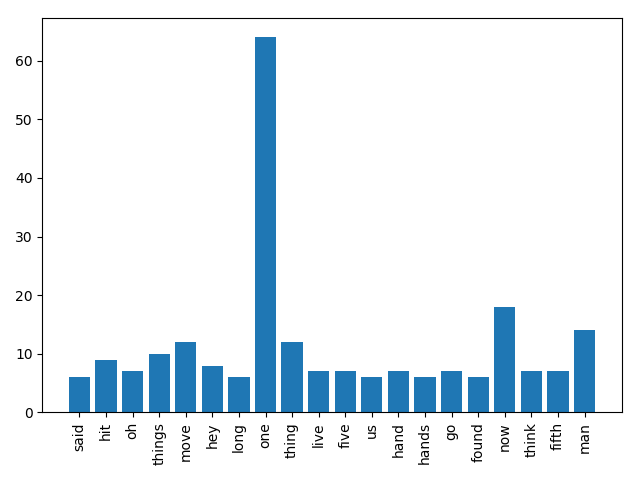 60
50
40
30
20
10
0
said
hit
oh
things
move
hey
long
one
thing
live
five
us
hand
hands
go
found
now
think
fifth
man